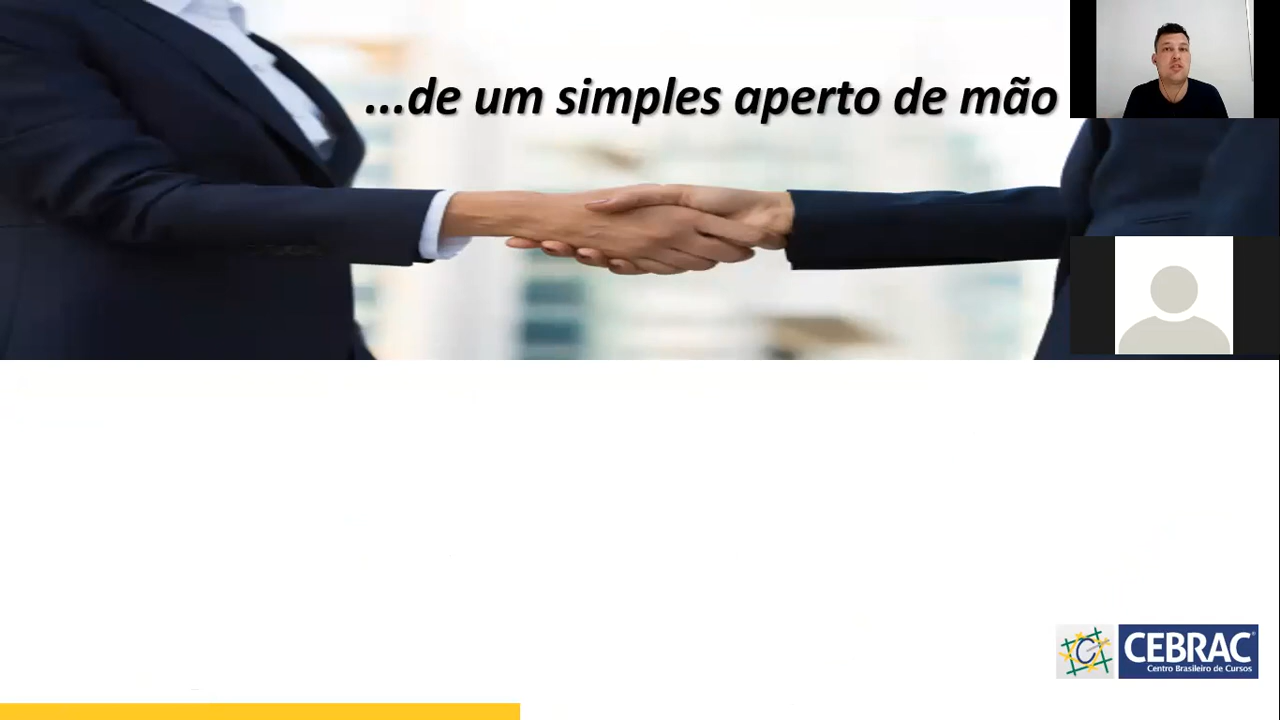 ...de um simples aperto de mão
CEBRAC®
Centro Brasileiro de Cursos